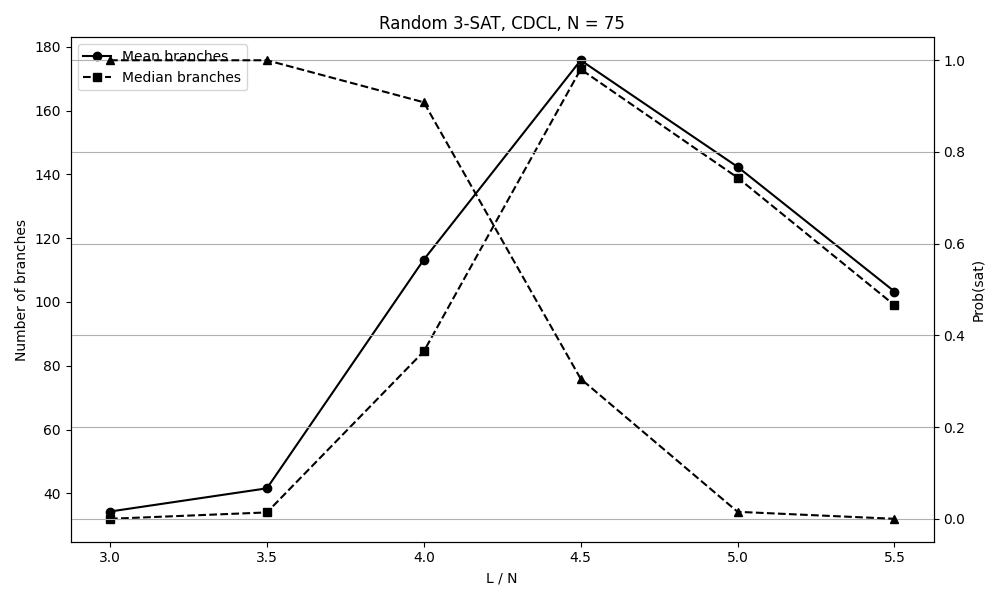 Random 3-SAT, CDCL, N = 75
Mean branches
Median branches
180
160
140
120
100
80
60
40
Number of branches
1.0
0.8
0.6
0.4
0.2
0.0
Prob(sat)
3.0 3.5 4.0 4.5 5.0 5.5
L / N